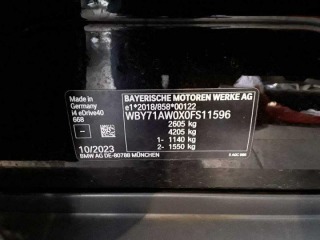 Made in
Germany
i4 eDrive40
668
10/2023
BAYERISCHE MOTOREN WERKE AG
e1*2018/858*00122
WBY71AW0X0FS11596
2605 kg
4205 kg
1- 1140 kg
2- 1550 kg
BMW AG DE-80788 MÜNCHEN